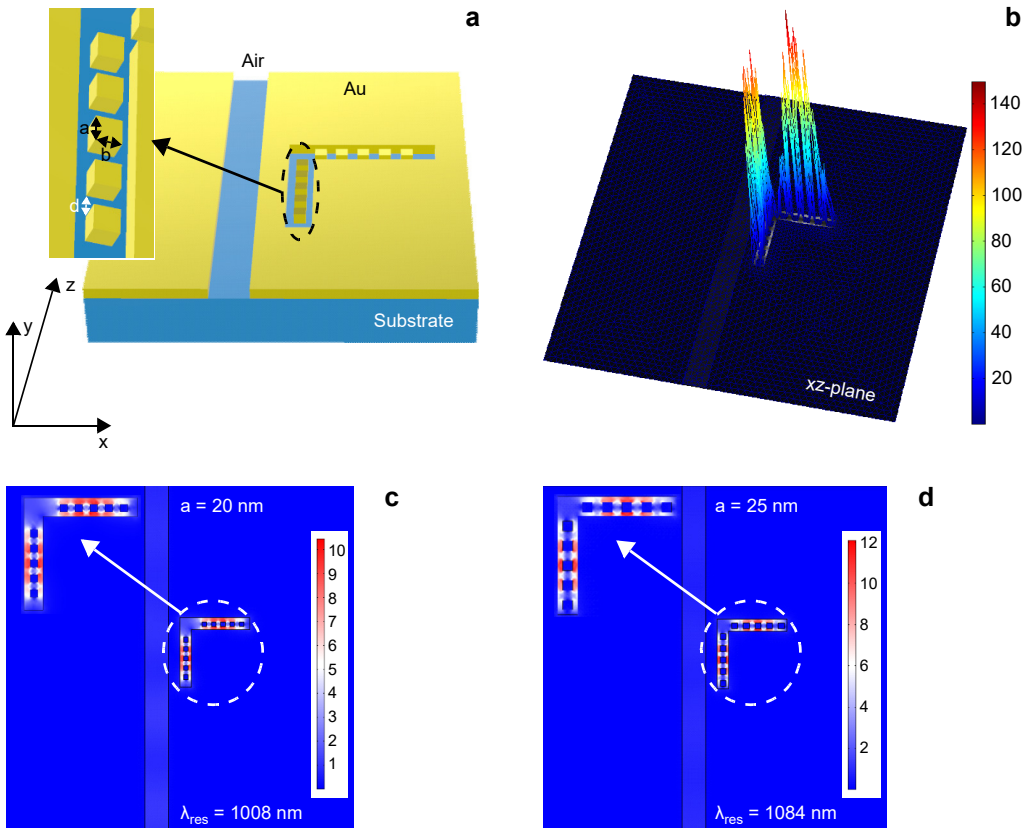 a
Air
Au
a
b
d
z
y
x
Substrate
b
140
120
100
80
60
40
20
xz-plane
c
a = 20 nm
10
9
8
7
6
5
4
3
2
1
λres = 1008 nm
d
a = 25 nm
12
10
8
6
4
2
λres = 1084 nm